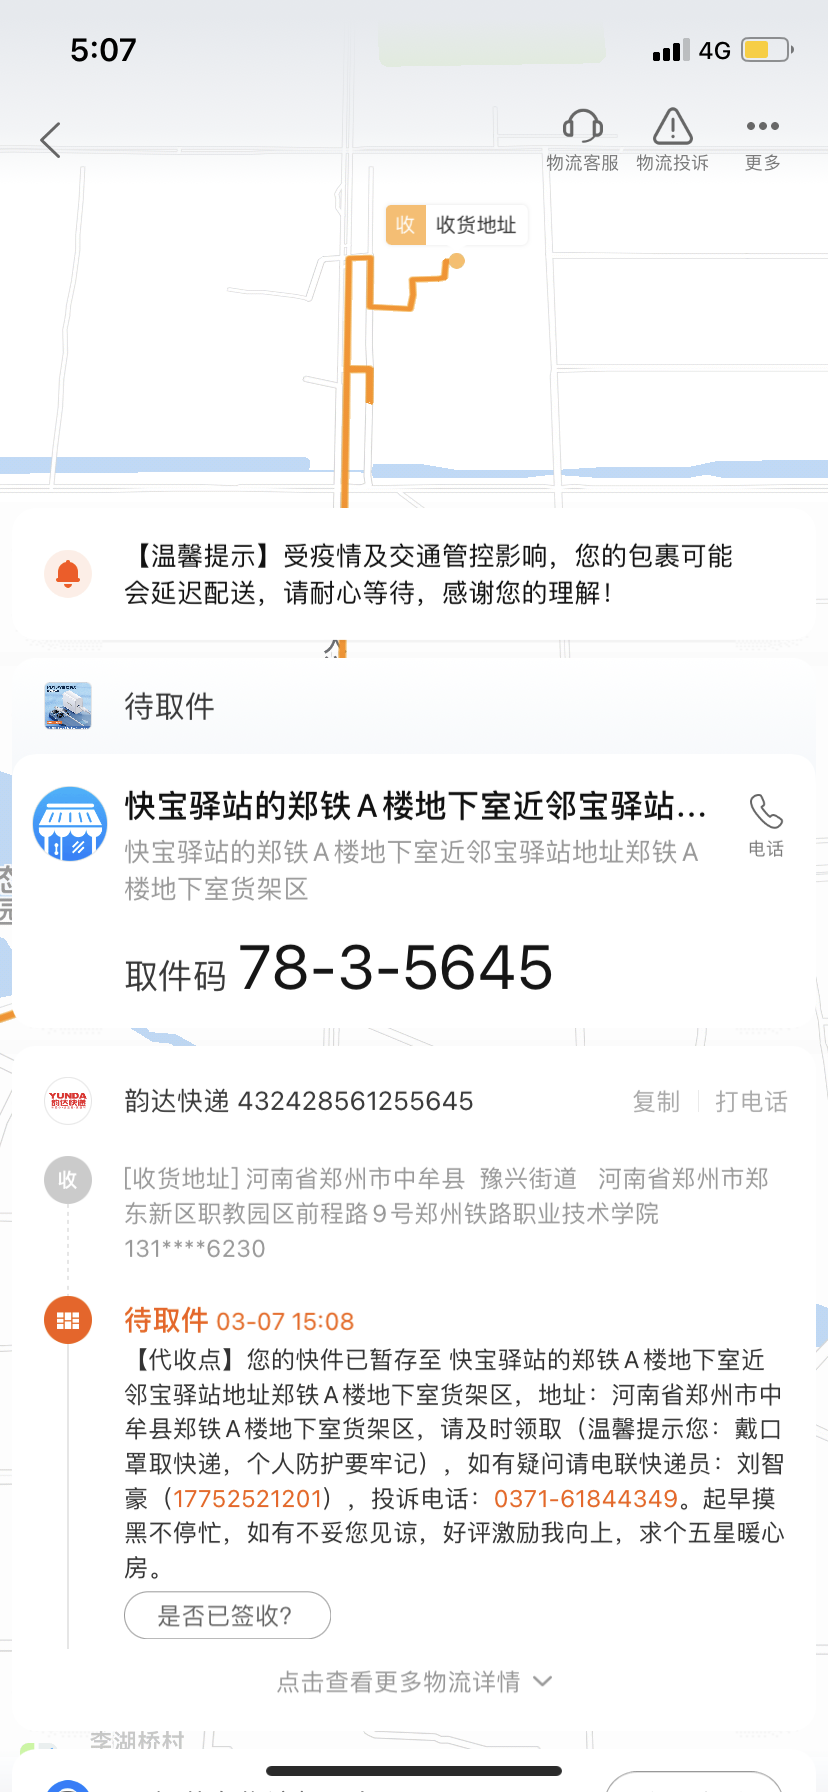 5:07
4G
物流客服
物流投诉
更多
收 收货地址
【温馨提示】受疫情及交通管控影响，您的包裹可能
会延迟配送，请耐心等待，感谢您的理解！
待取件
快宝驿站的郑铁A楼地下室近邻宝驿站...
快宝驿站的郑铁A楼地下室近邻宝驿站地址郑铁A
楼地下室货架区
电话
取件码 78-3-5645
YUNDA
韵达快递
韵达快递 432428561255645
复制
打电话
收
[收货地址] 河南省郑州市中牟县 豫兴街道 河南省郑州市郑
东新区职教园区前程路9号郑州铁路职业技术学院
131****6230
待取件 03-07 15:08
【代收点】您的快件已暂存至 快宝驿站的郑铁A楼地下室近
邻宝驿站地址郑铁A楼地下室货架区，地址：河南省郑州市中
牟县郑铁A楼地下室货架区，请及时领取（温馨提示您：戴口
罩取快递，个人防护要牢记），如有疑问请电联快递员：刘智
豪（17752521201），投诉电话：0371-61844349。起早摸
黑不停忙，如有不妥您见谅，好评激励我向上，求个五星暖心
房。
是否已签收?
点击查看更多物流详情
李湖桥村